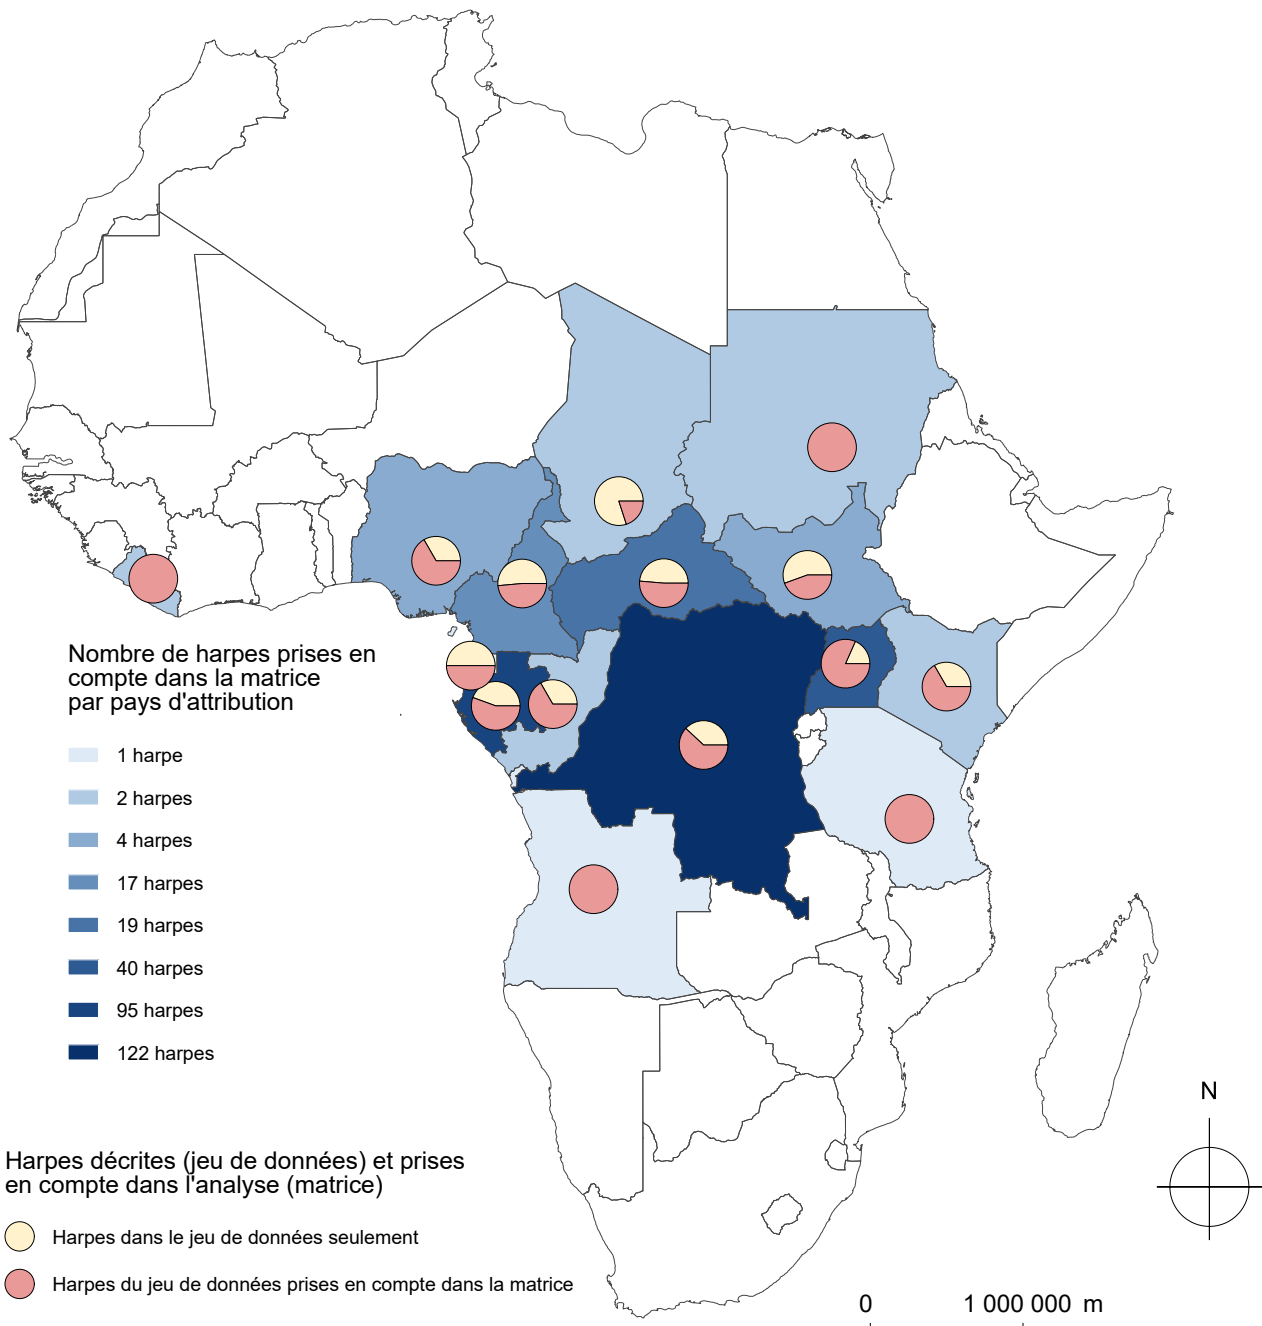 Nombre de harpes prises en
compte dans la matrice
par pays d'attribution
1 harpe
2 harpes
4 harpes
17 harpes
19 harpes
40 harpes
95 harpes
122 harpes
N
Harpes décrites (jeu de données) et prises
en compte dans l'analyse (matrice)
Harpes dans le jeu de données seulement
Harpes du jeu de données prises en compte dans la matrice
0 1 000 000 m